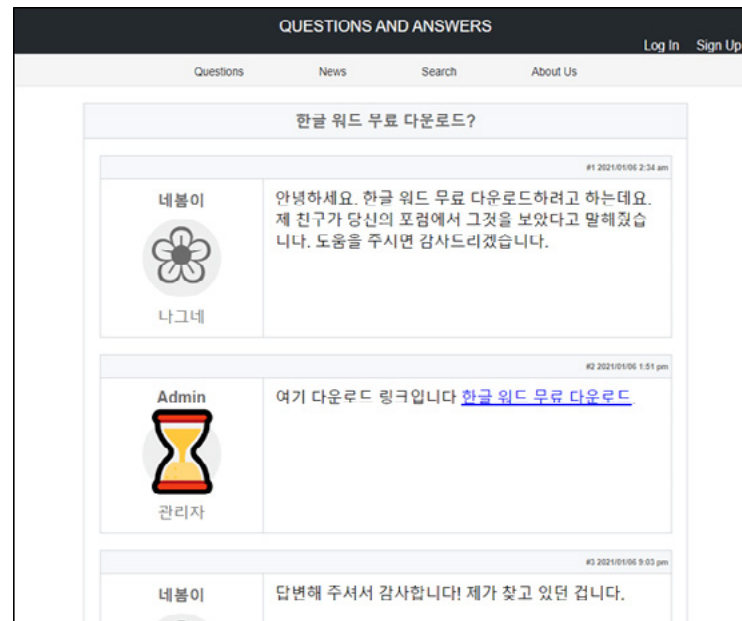 QUESTIONS AND ANSWERS
Log In Sign Up
Questions News Search About Us
한글 워드 무료 다운로드?
#1 2021/01/06 2:34 am
네봄이
안녕하세요. 한글 워드 무료 다운로드하려고 하는데요.
제 친구가 당신의 포럼에서 그것을 보았다고 말해줬습
니다. 도움을 주시면 감사드리겠습니다.
나그네
#2 2021/01/06 1:51 pm
Admin
여기 다운로드 링크입니다 한글 워드 무료 다운로드.
관리자
#3 2021/01/06 9:03 pm
네봄이
답변해 주셔서 감사합니다! 제가 찾고 있던 겁니다.